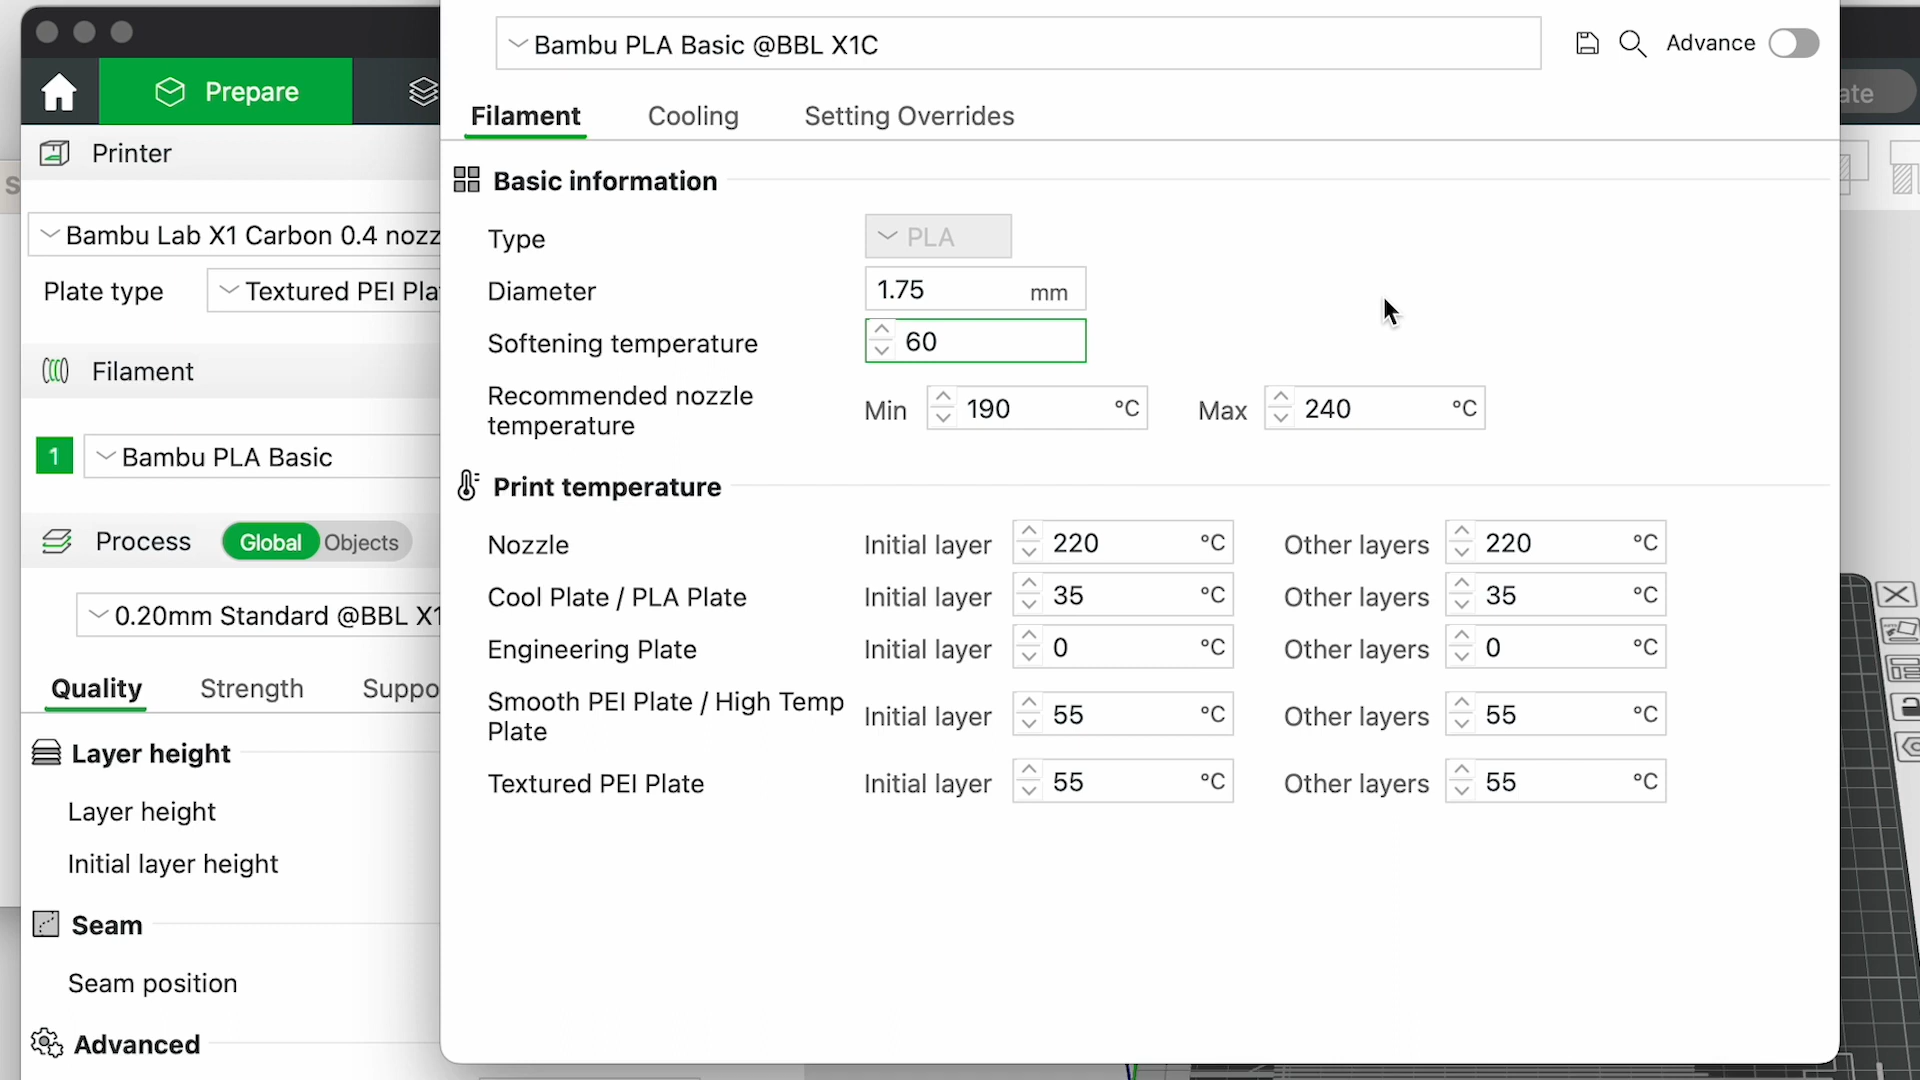 Bambu PLA Basic @BBL X1C
Advance
Prepare
Filament Cooling Setting Overrides
Printer
Basic information
Bambu Lab X1 Carbon 0.4 nozz
Type PLA
Plate type Textured PEI Pla
Diameter 1.75 mm
Softening temperature 60
Filament
Recommended nozzle
temperature
Min 190 °C Max 240 °C
1 Bambu PLA Basic
Print temperature
Process Global Objects
Nozzle Initial layer 220 °C Other layers 220 °C
Cool Plate / PLA Plate Initial layer 35 °C Other layers 35 °C
0.20mm Standard @BBL X1
Engineering Plate Initial layer 0 °C Other layers 0 °C
Quality Strength Suppo
Smooth PEI Plate / High Temp
Plate
Initial layer 55 °C Other layers 55 °C
Layer height
Textured PEI Plate Initial layer 55 °C Other layers 55 °C
Layer height
Initial layer height
Seam
Seam position
Advanced